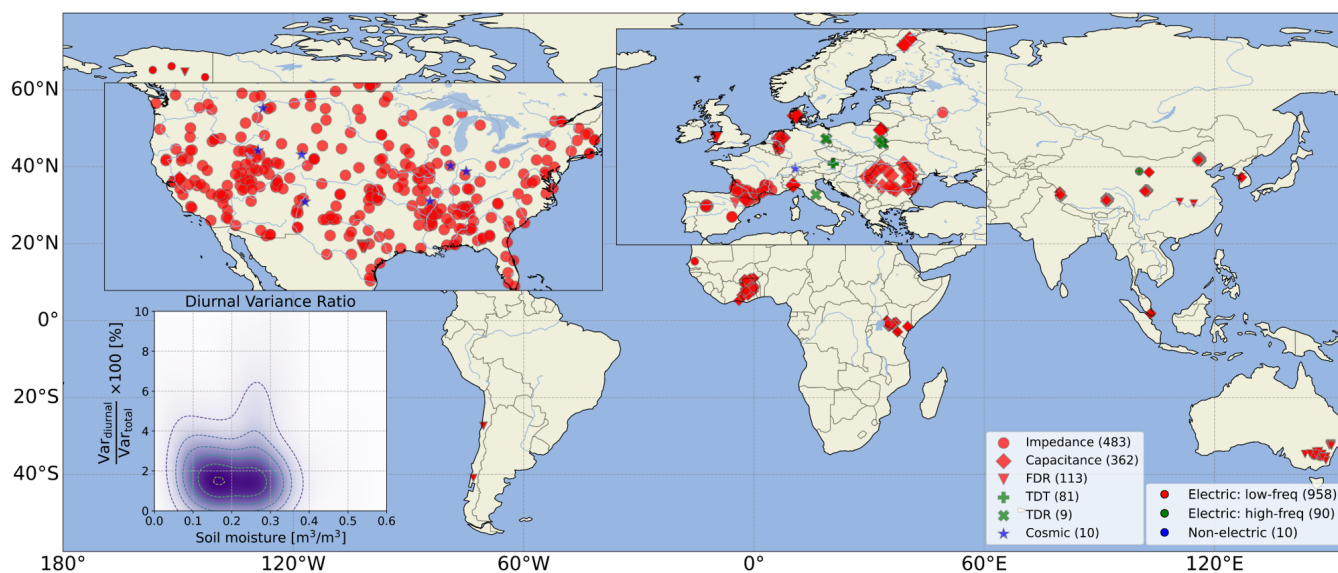 60°N
40°N
20°N
0°
20°S
40°S
180°
120°W
60°W
0°
60°E
120°E
Diurnal Variance Ratio
10
8
6
4
2
0
0.0 0.1 0.2 0.3 0.4 0.5 0.6
Var_diurnal / Var_total ×100 [%]
Soil moisture [m³/m³]
Impedance (483)
Capacitance (362)
FDR (113)
TDT (81)
TDR (9)
Cosmic (10)
Electric: low-freq (958)
Electric: high-freq (90)
Non-electric (10)